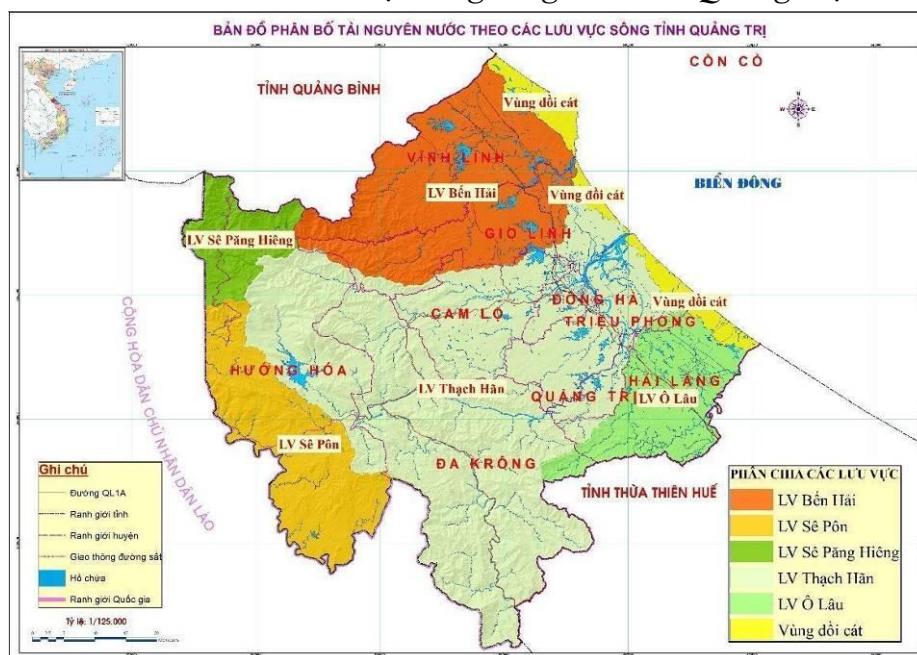 BẢN ĐỒ PHÂN BỐ TÀI NGUYÊN NƯỚC THEO CÁC LƯU VỰC SÔNG TỈNH QUẢNG TRỊ
CỒN CỎ
TỈNH QUẢNG BÌNH
Vùng đồi cát
VĨNH LINH
BIỂN ĐÔNG
LV Bến Hải
Vùng đồi cát
GIO LINH
LV Sê Păng Hiêng
ĐÔNG HÀ
Vùng đồi cát
CAM LỘ
TRIỆU PHONG
CỘNG HÒA DÂN CHỦ NHÂN DÂN LÀO
HƯỚNG HÓA
LV Thạch Hãn
HẢI LĂNG
QUẢNG TRỊ
LV Ô Lâu
LV Sê Pôn
ĐA KRÔNG
TỈNH THỪA THIÊN HUẾ
Ghi chú
Đường QL1A
Ranh giới tỉnh
Ranh giới huyện
Giao thông đường sắt
Hồ chứa
Ranh giới Quốc gia
Tỷ lệ: 1/125.000
PHÂN CHIA CÁC LƯU VỰC
LV Bến Hải
LV Sê Pôn
LV Sê Păng Hiêng
LV Thạch Hãn
LV Ô Lâu
Vùng đồi cát